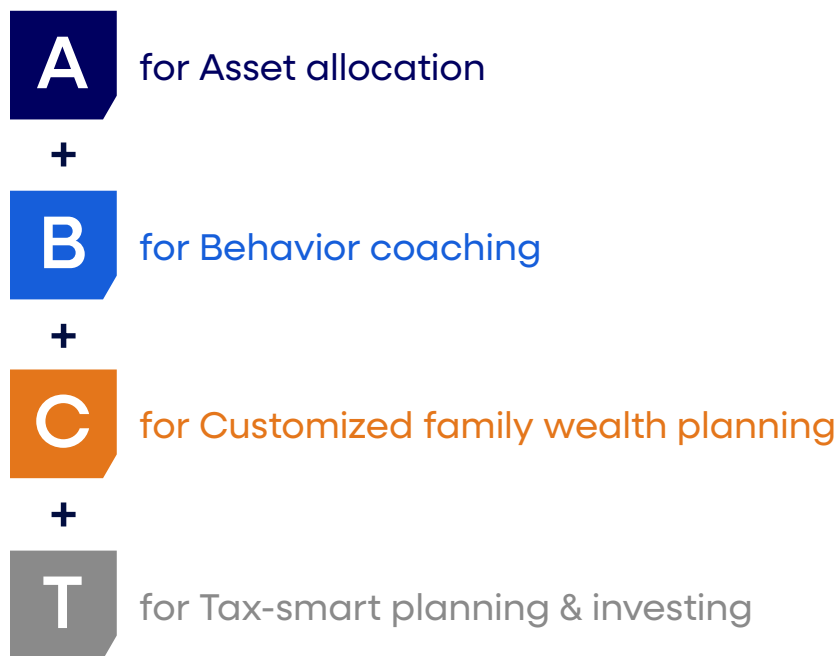 A for Asset allocation
+
B for Behavior coaching
+
C for Customized family wealth planning
+
T for Tax-smart planning & investing